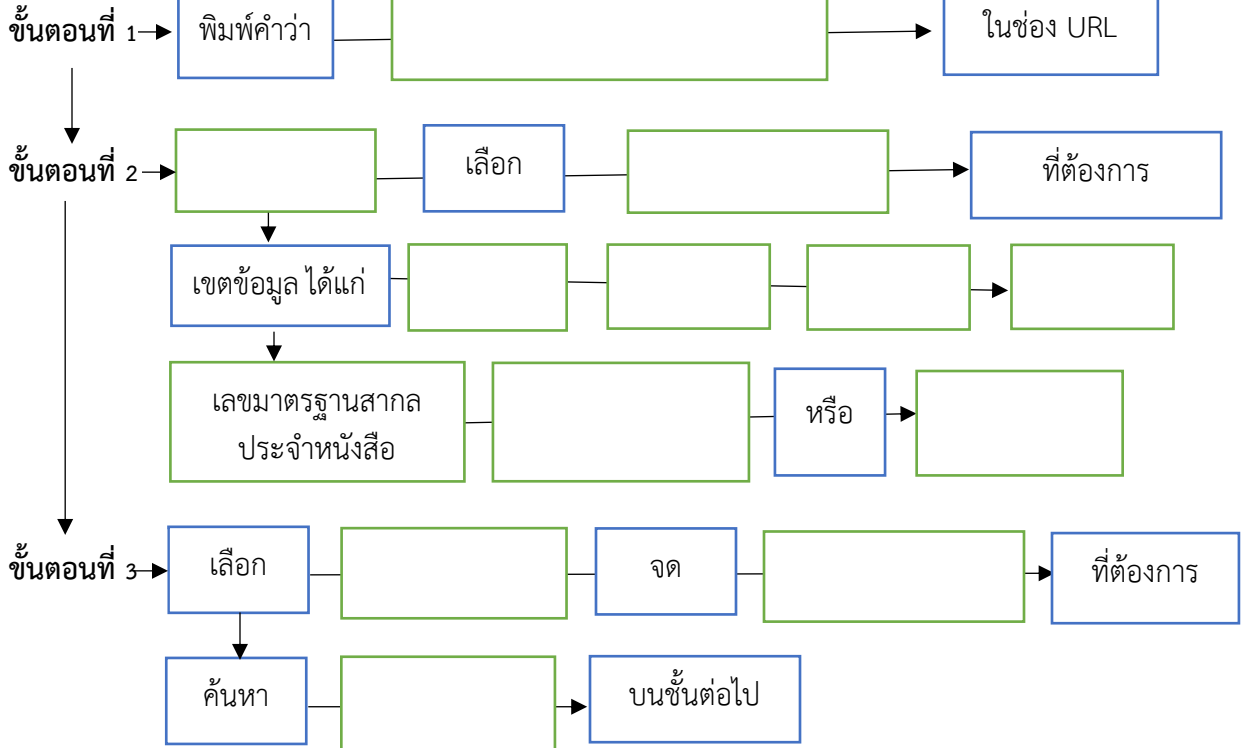 ขั้นตอนที่ 1 พิมพ์คำว่า ในช่อง URL
ขั้นตอนที่ 2 เลือก ที่ต้องการ
เขตข้อมูล ได้แก่
เลขมาตรฐานสากล
ประจำหนังสือ
หรือ
ขั้นตอนที่ 3 เลือก จด ที่ต้องการ
ค้นหา บนชั้นต่อไป